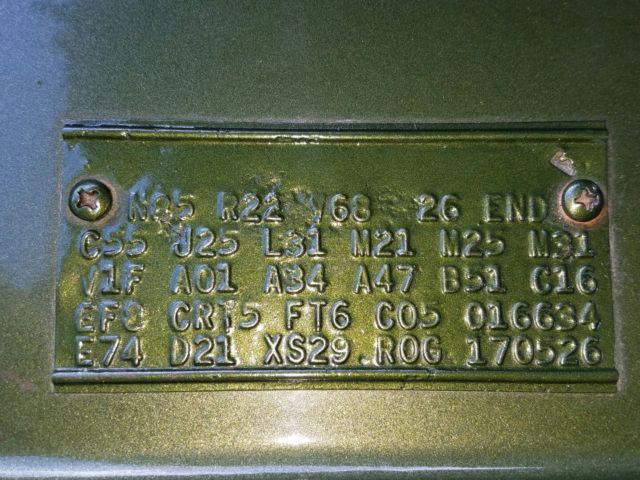 N85 R22 V68 26 END
C55 J25 L31 M21 M25 M31
V1F A01 A34 A47 B51 C16
EF8 CRT5 FT6 C05 016634
E74 D21 XS29 ROG 170526